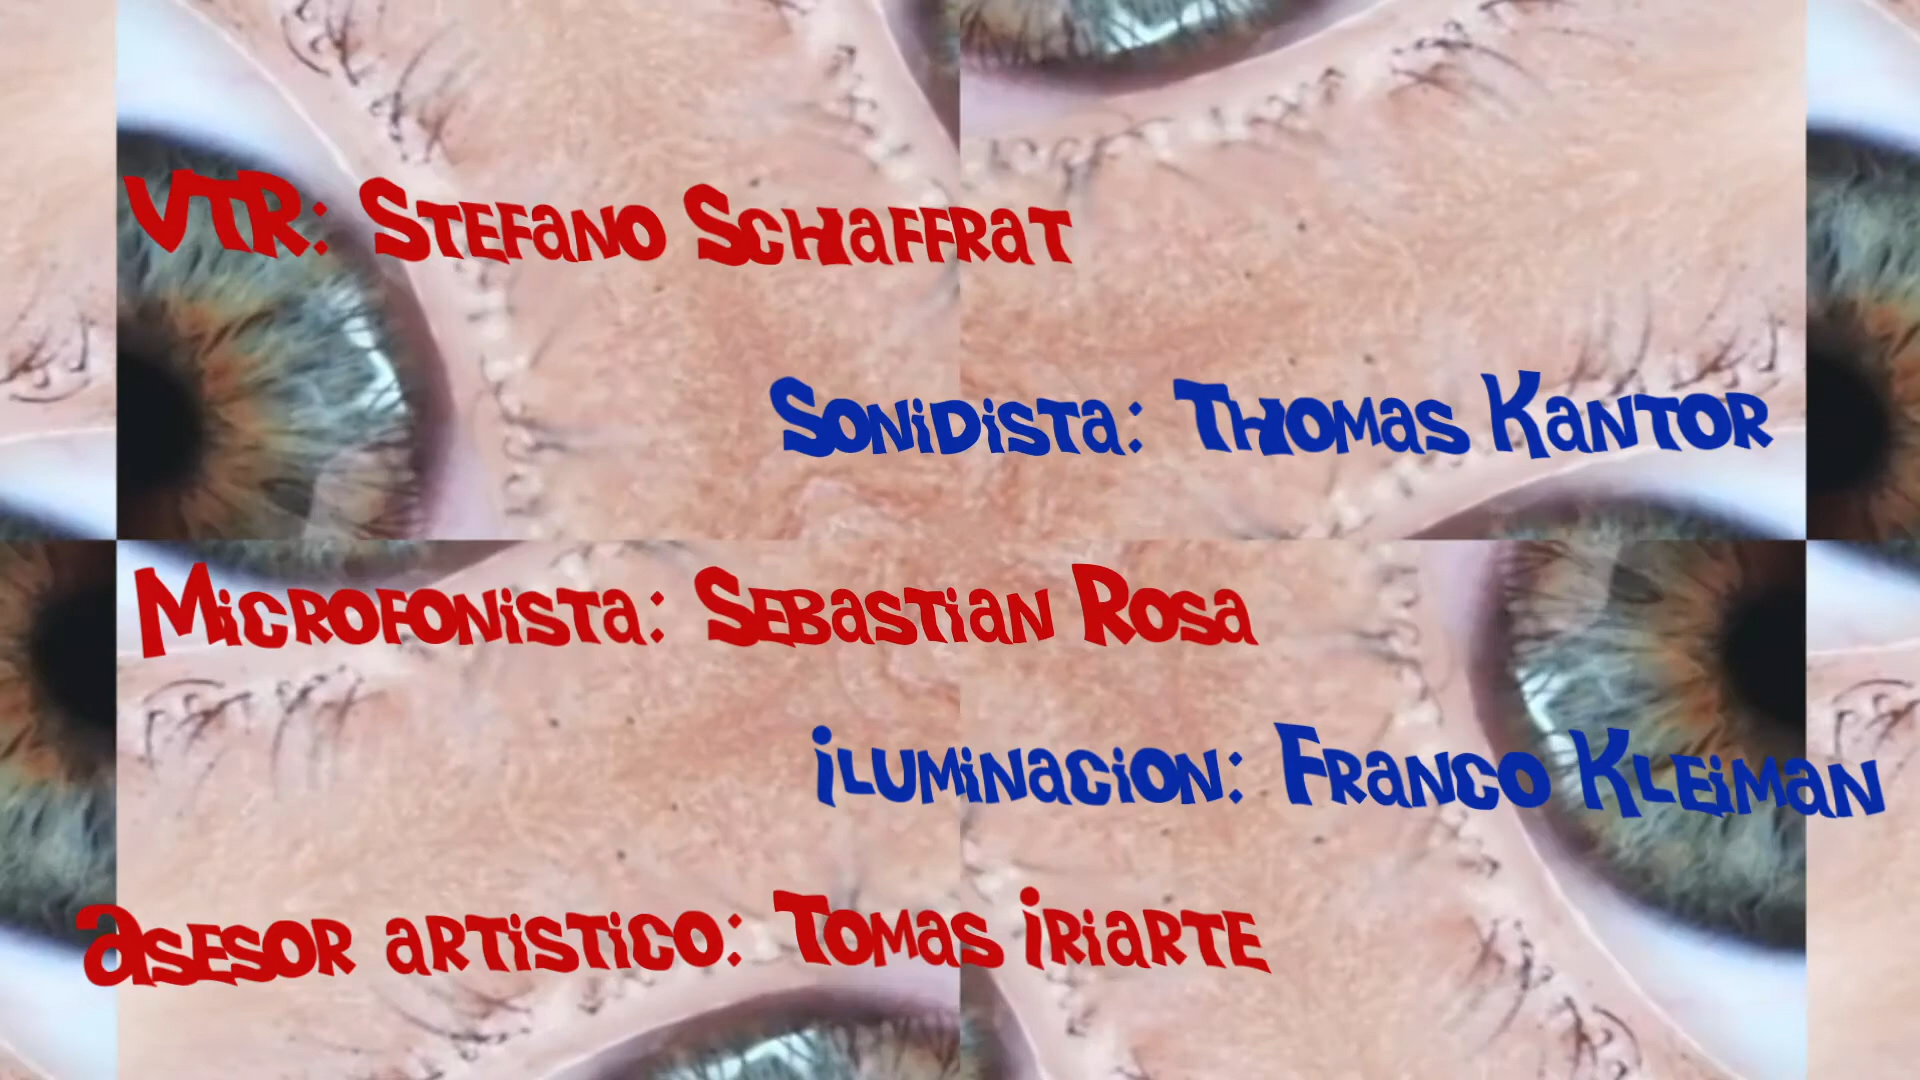 VTR: Stefano Schaffrat
Sonidista: Thomas Kantor
Microfonista: Sebastian Rosa
iluminacion: Franco Kleiman
Asesor artistico: Tomas Iriarte